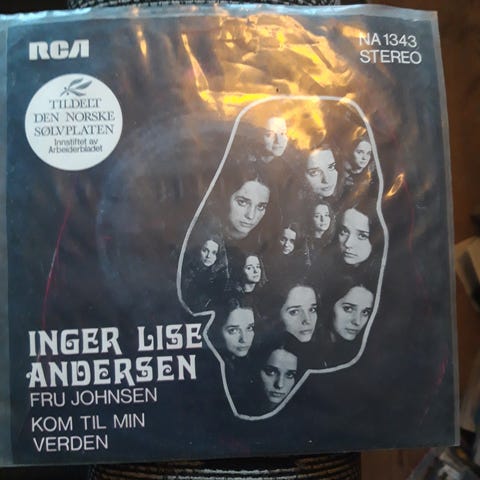 RCA
NA 1343
STEREO
TILDELT
DEN NORSKE
SØLVPLATEN
Innstiftet av
Arbeiderbladet
INGER LISE
ANDERSEN
FRU JOHNSEN
KOM TIL MIN
VERDEN